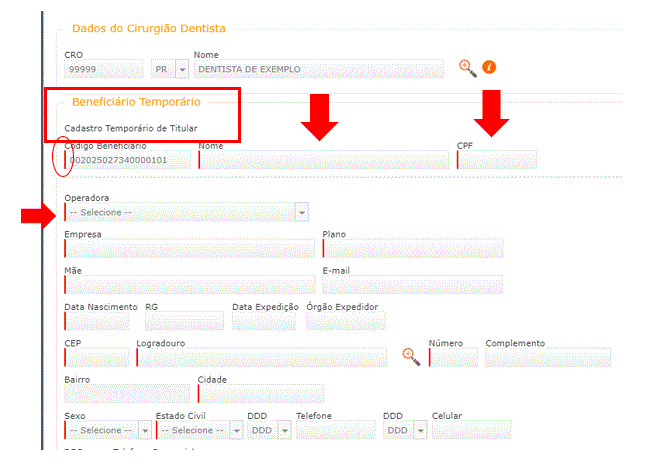 Dados do Cirurgião Dentista
CRO Nome
99999 PR DENTISTA DE EXEMPLO
Beneficiário Temporário
Cadastro Temporário de Titular
Código Beneficiário Nome CPF
002025027340000101
Operadora
-- Selecione --
Empresa Plano
Mãe E-mail
Data Nascimento RG Data Expedição Órgão Expedidor
CEP Logradouro Número Complemento
Bairro Cidade
Sexo Estado Civil DDD Telefone DDD Celular
-- Selecione -- -- Selecione -- DDD DDD